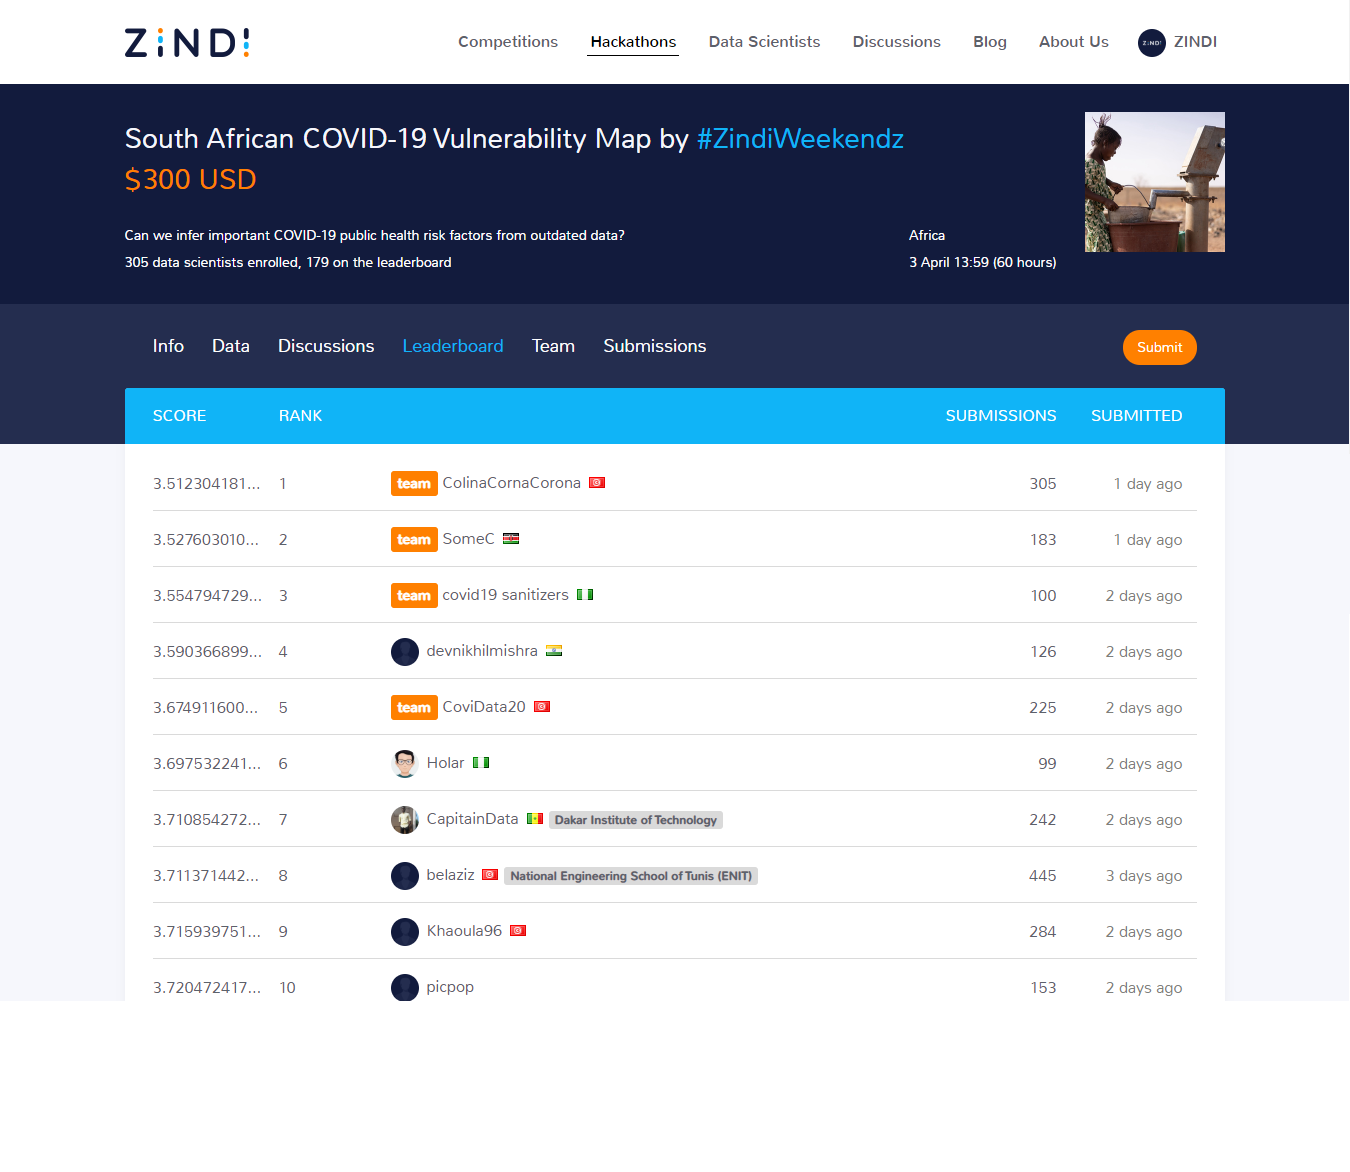 ZiNDI
Competitions Hackathons Data Scientists Discussions Blog About Us ZINDI
South African COVID-19 Vulnerability Map by #ZindiWeekendz
$300 USD
Can we infer important COVID-19 public health risk factors from outdated data?
Africa
305 data scientists enrolled, 179 on the leaderboard
3 April 13:59 (60 hours)
Info Data Discussions Leaderboard Team Submissions Submit
SCORE RANK SUBMISSIONS SUBMITTED
3.512304181... 1 team ColinaCornaCorona 305 1 day ago
3.527603010... 2 team SomeC 183 1 day ago
3.554794729... 3 team covid19 sanitizers 100 2 days ago
3.590366899... 4 devnikhilmishra 126 2 days ago
3.674911600... 5 team CoviData20 225 2 days ago
3.697532241... 6 Holar 99 2 days ago
3.710854272... 7 CapitainData Dakar Institute of Technology 242 2 days ago
3.711371442... 8 belaziz National Engineering School of Tunis (ENIT) 445 3 days ago
3.715939751... 9 Khaoula96 284 2 days ago
3.720472417... 10 picpop 153 2 days ago